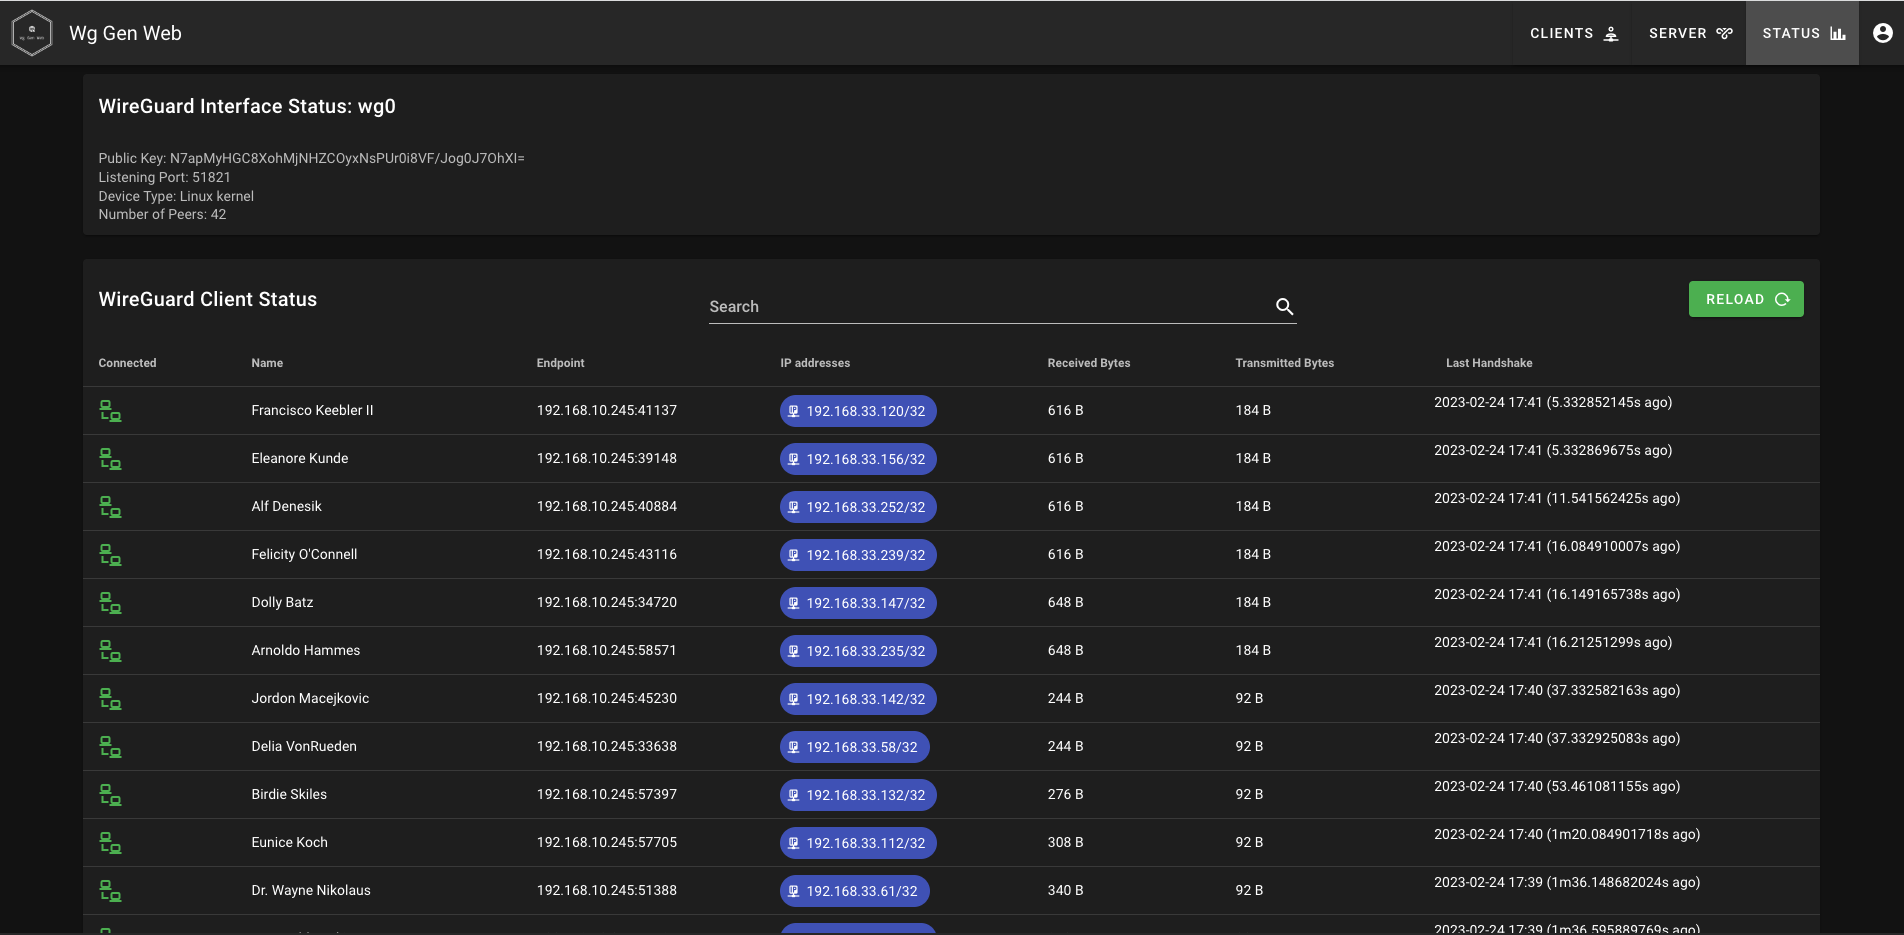 Wg Gen Web
CLIENTS
SERVER
STATUS
WireGuard Interface Status: wg0
Public Key: N7apMyHGC8XohMjNHZCOyxNsPUr0i8VF/Jog0J7OhXI=
Listening Port: 51821
Device Type: Linux kernel
Number of Peers: 42
WireGuard Client Status
Search
RELOAD
Connected Name Endpoint IP addresses Received Bytes Transmitted Bytes Last Handshake
Francisco Keebler II 192.168.10.245:41137 192.168.33.120/32 616 B 184 B 2023-02-24 17:41 (5.332852145s ago)
Eleanore Kunde 192.168.10.245:39148 192.168.33.156/32 616 B 184 B 2023-02-24 17:41 (5.332869675s ago)
Alf Denesik 192.168.10.245:40884 192.168.33.252/32 616 B 184 B 2023-02-24 17:41 (11.541562425s ago)
Felicity O'Connell 192.168.10.245:43116 192.168.33.239/32 616 B 184 B 2023-02-24 17:41 (16.084910007s ago)
Dolly Batz 192.168.10.245:34720 192.168.33.147/32 648 B 184 B 2023-02-24 17:41 (16.149165738s ago)
Arnoldo Hammes 192.168.10.245:58571 192.168.33.235/32 648 B 184 B 2023-02-24 17:41 (16.21251299s ago)
Jordon Macejkovic 192.168.10.245:45230 192.168.33.142/32 244 B 92 B 2023-02-24 17:40 (37.332582163s ago)
Delia VonRueden 192.168.10.245:33638 192.168.33.58/32 244 B 92 B 2023-02-24 17:40 (37.332925083s ago)
Birdie Skiles 192.168.10.245:57397 192.168.33.132/32 276 B 92 B 2023-02-24 17:40 (53.461081155s ago)
Eunice Koch 192.168.10.245:57705 192.168.33.112/32 308 B 92 B 2023-02-24 17:40 (1m20.084901718s ago)
Dr. Wayne Nikolaus 192.168.10.245:51388 192.168.33.61/32 340 B 92 B 2023-02-24 17:39 (1m36.148682024s ago)
2023-02-24 17:39 (1m36.595889769s ago)